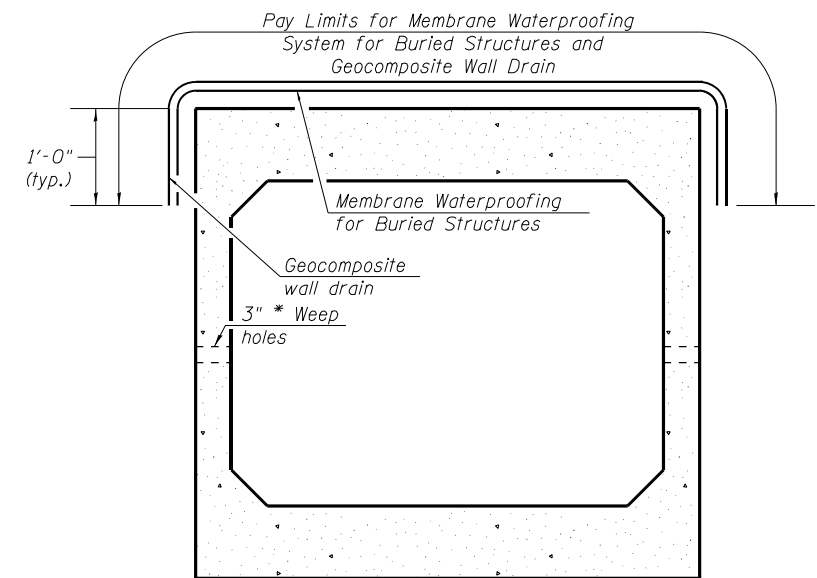 Pay Limits for Membrane Waterproofing
System for Buried Structures and
Geocomposite Wall Drain
1'-0"
(typ.)
Membrane Waterproofing
for Buried Structures
Geocomposite
wall drain
3" * Weep
holes